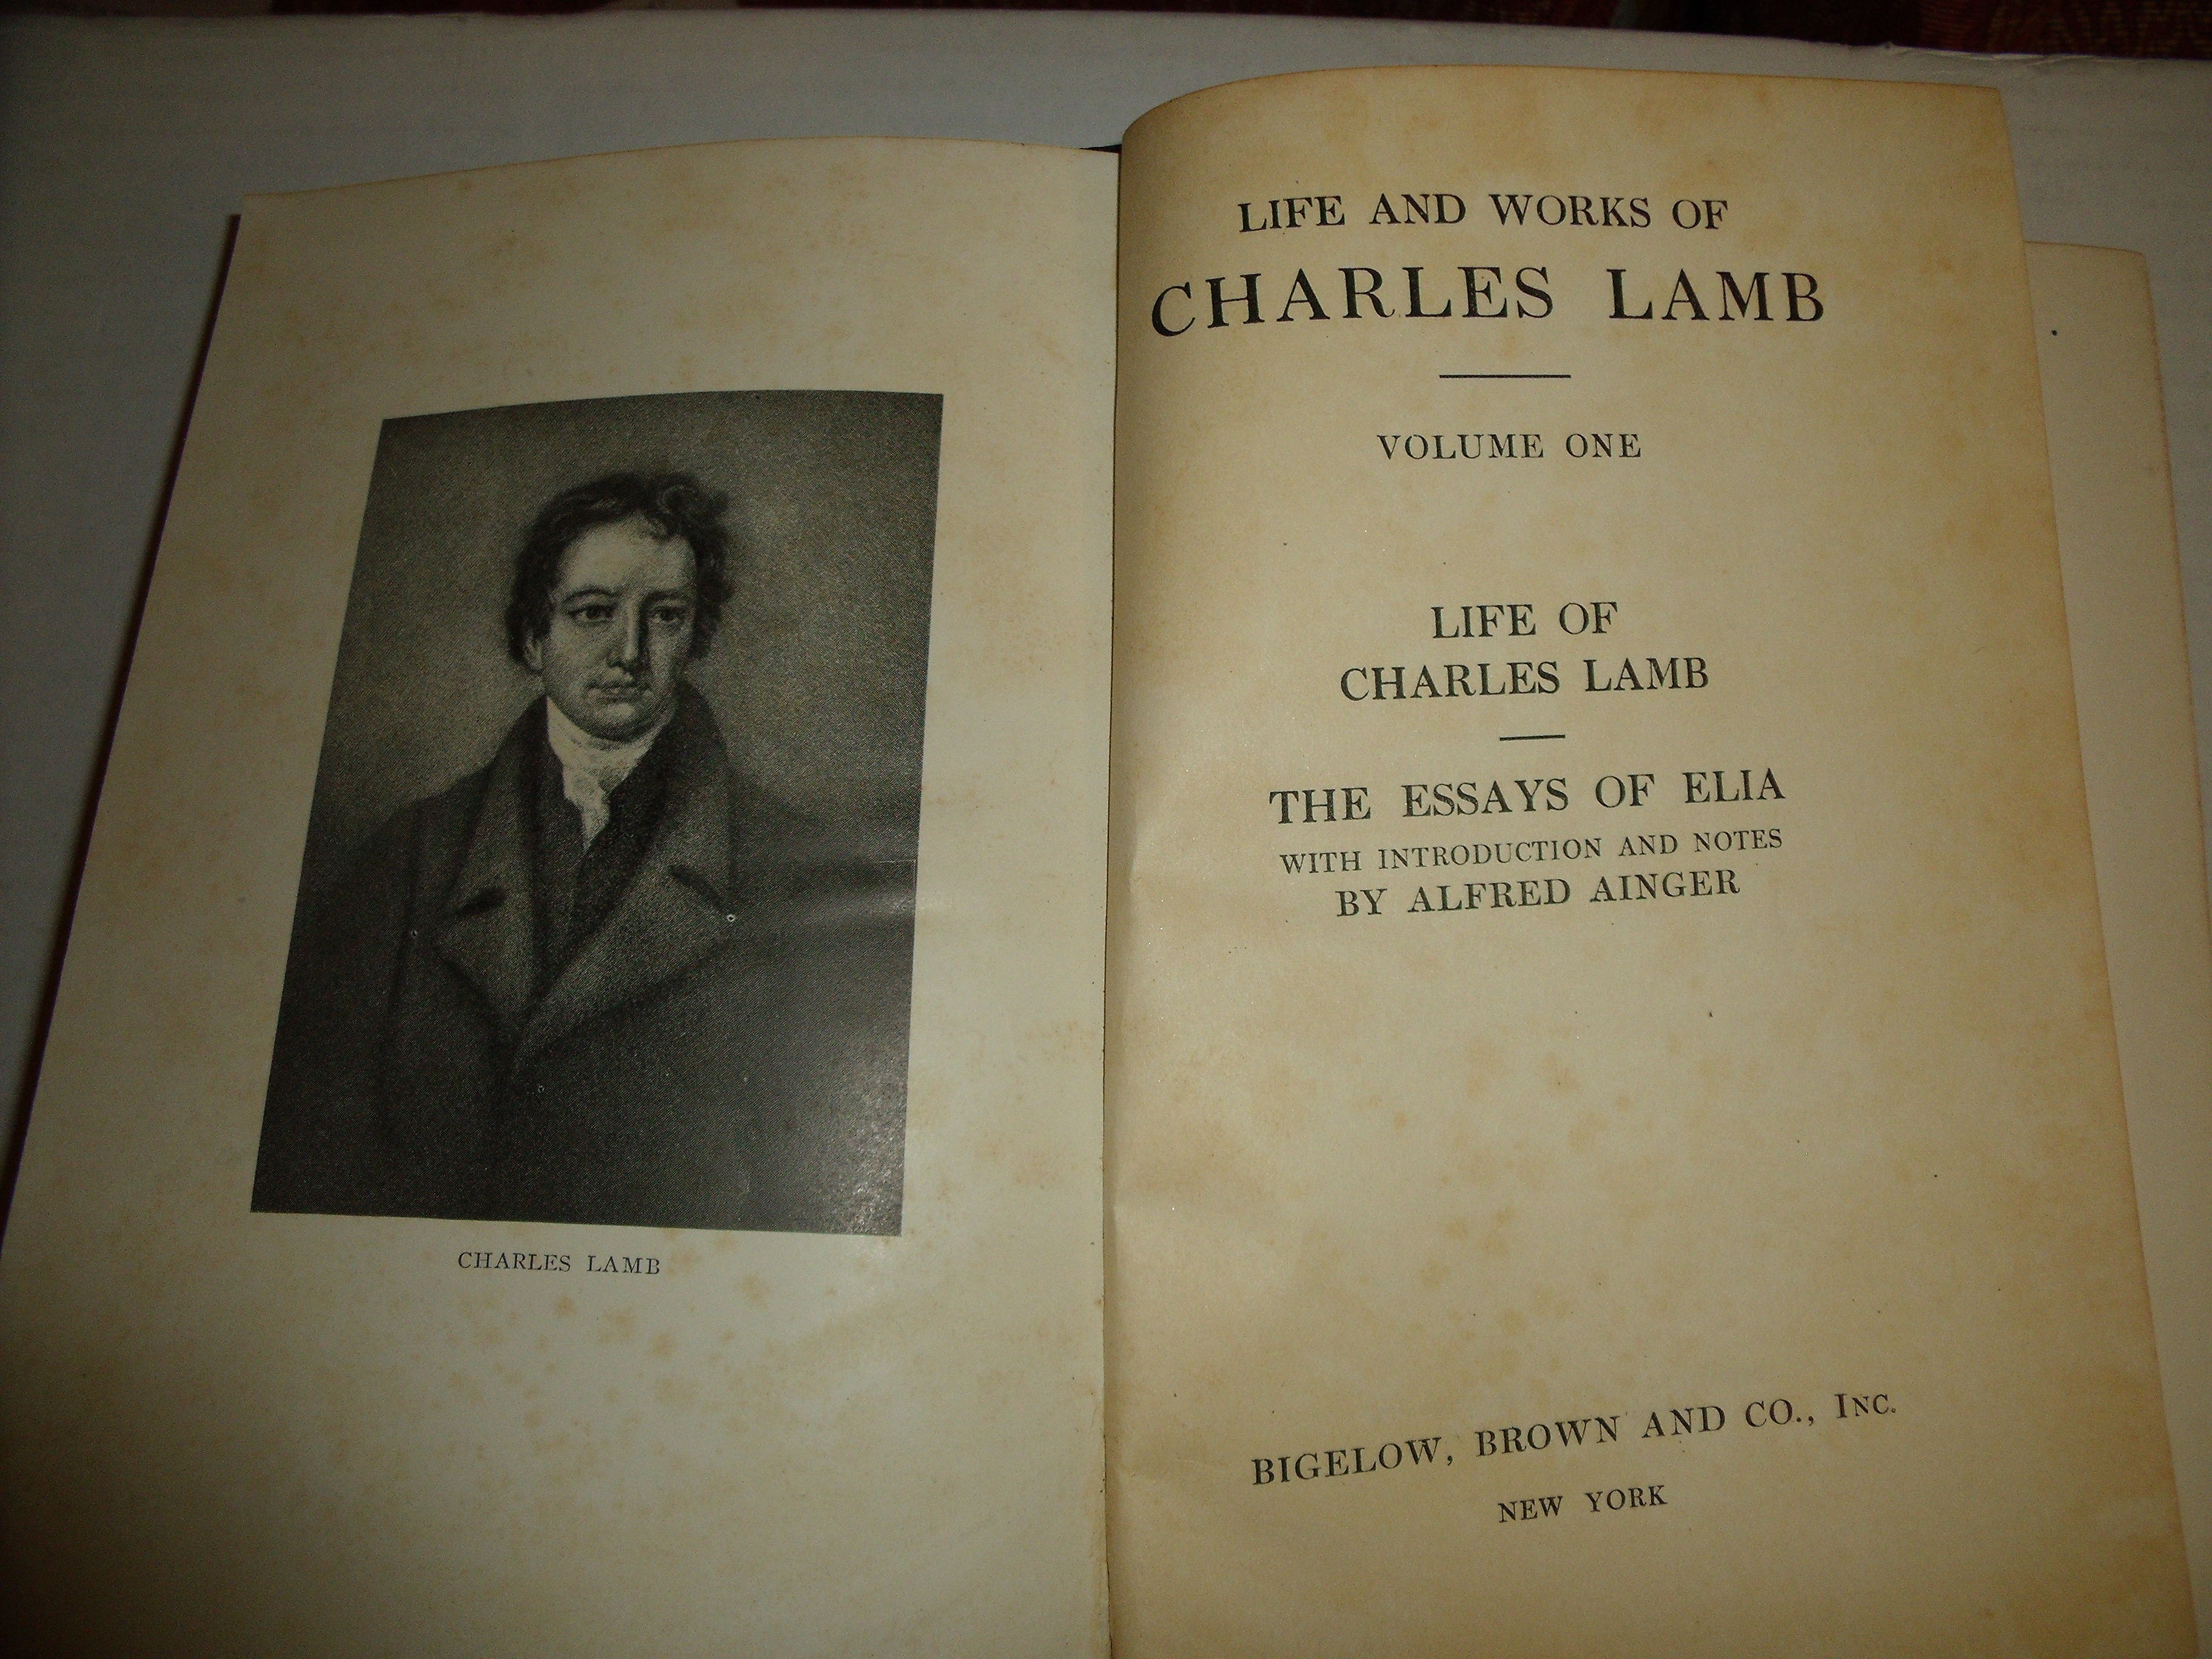 CHARLES LAMB
LIFE AND WORKS OF
CHARLES LAMB
VOLUME ONE
LIFE OF
CHARLES LAMB
THE ESSAYS OF ELIA
WITH INTRODUCTION AND NOTES
BY ALFRED AINGER
BIGELOW, BROWN AND CO., INC.
NEW YORK